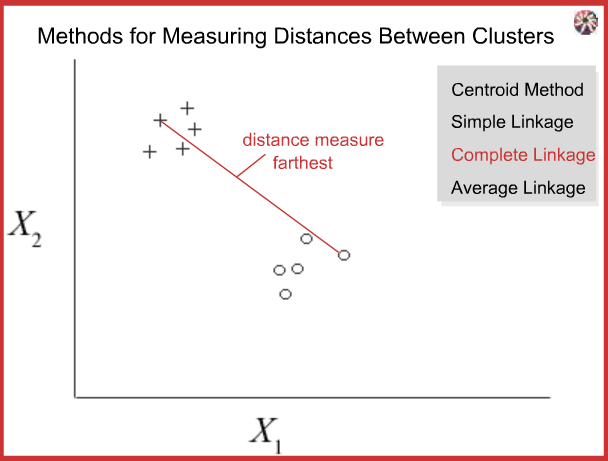 Methods for Measuring Distances Between Clusters
Centroid Method
Simple Linkage
Complete Linkage
Average Linkage
distance measure
farthest
X₂
X₁